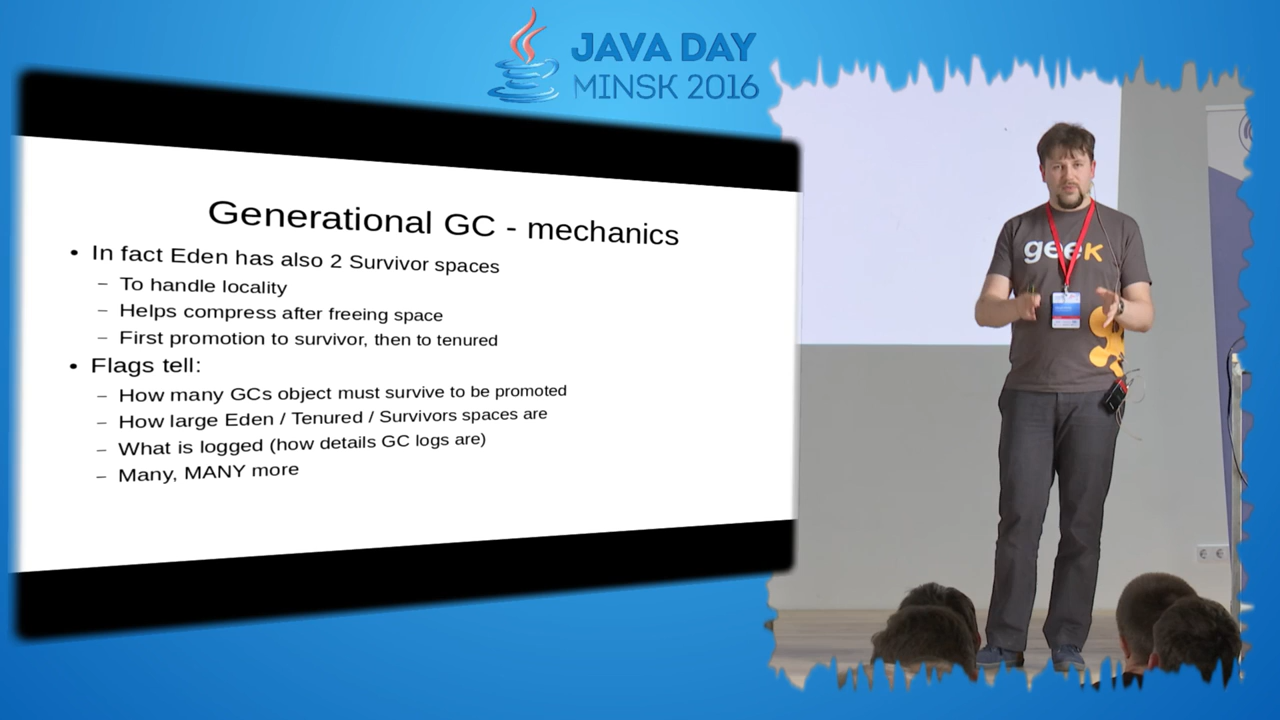 JAVA DAY
MINSK 2016
Generational GC - mechanics
• In fact Eden has also 2 Survivor spaces
– To handle locality
– Helps compress after freeing space
– First promotion to survivor, then to tenured
• Flags tell:
– How many GCs object must survive to be promoted
– How large Eden / Tenured / Survivors spaces are
– What is logged (how details GC logs are)
– Many, MANY more
geek